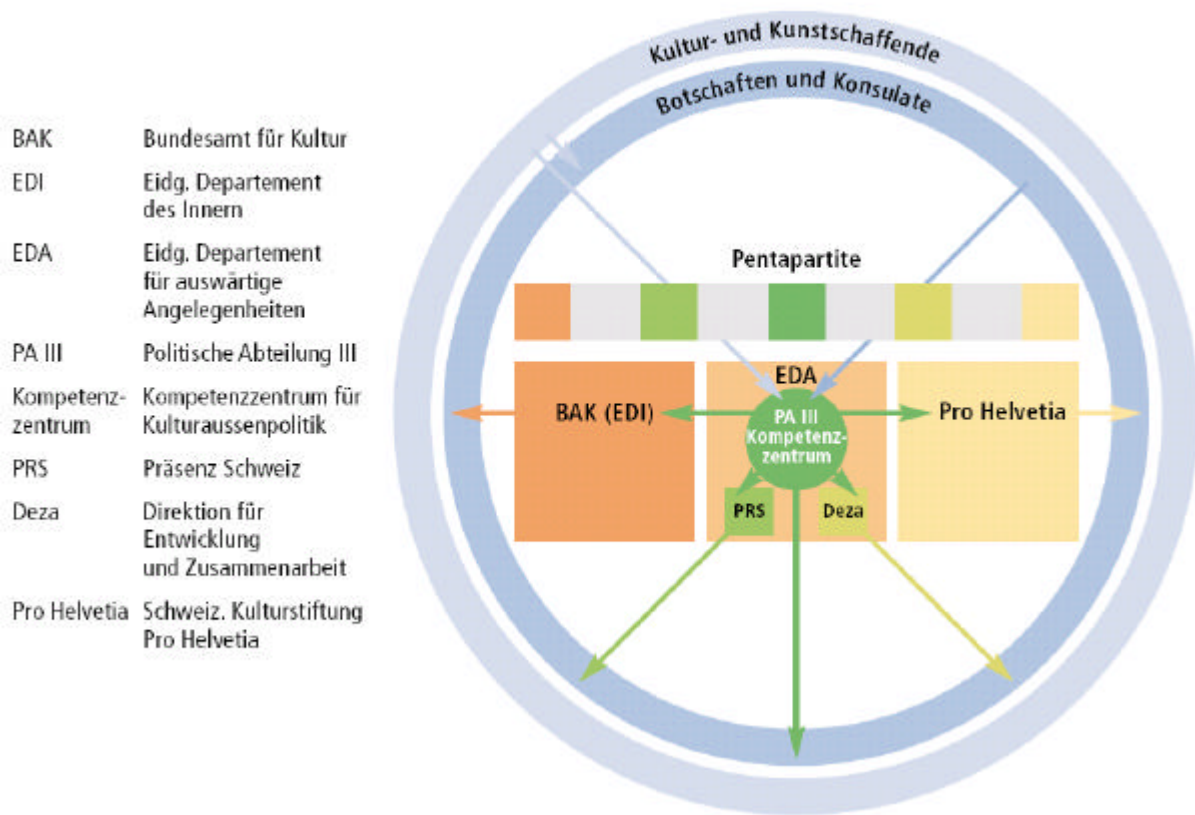 BAK Bundesamt für Kultur
EDI Eidg. Departement
des Innern
EDA Eidg. Departement
für auswärtige
Angelegenheiten
PA III Politische Abteilung III
Kompetenz- Kompetenzzentrum für
zentrum Kulturaussenpolitik
PRS Präsenz Schweiz
Deza Direktion für
Entwicklung
und Zusammenarbeit
Pro Helvetia Schweiz. Kulturstiftung
Pro Helvetia
Kultur- und Kunstschaffende
Botschaften und Konsulate
Pentapartite
EDA
BAK (EDI)
PA III
Kompetenz-
zentrum
Pro Helvetia
PRS
Deza